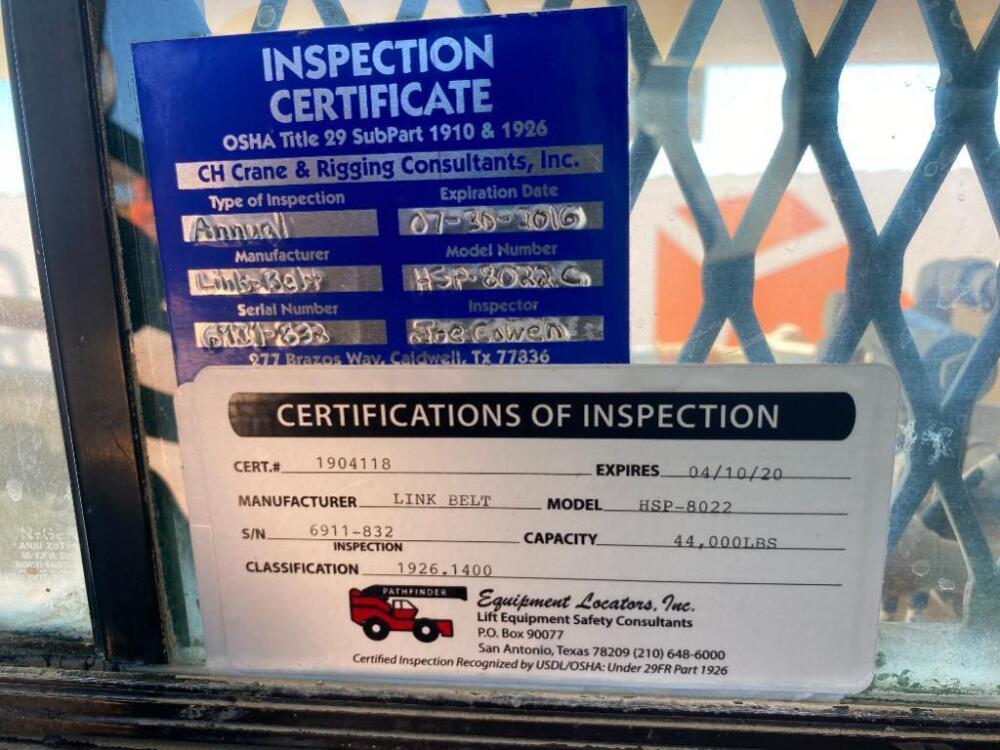 INSPECTION
CERTIFICATE
OSHA Title 29 SubPart 1910 & 1926
CH Crane & Rigging Consultants, Inc.
Type of Inspection Expiration Date
Annual 07-30-2016
Manufacturer Model Number
Link-Belt HSP-8022C
Serial Number Inspector
Joe Cowen
277 Brazos Way, Caldwell, Tx 77836
CERTIFICATIONS OF INSPECTION
CERT.# 1904118 EXPIRES 04/10/20
MANUFACTURER LINK BELT MODEL HSP-8022
S/N 6911-832 CAPACITY 44,000LBS
INSPECTION
CLASSIFICATION 1926.1400
PATHFINDER
Equipment Locators, Inc.
Lift Equipment Safety Consultants
P.O. Box 90077
San Antonio, Texas 78209 (210) 648-6000
Certified Inspection Recognized by USDL/OSHA: Under 29FR Part 1926